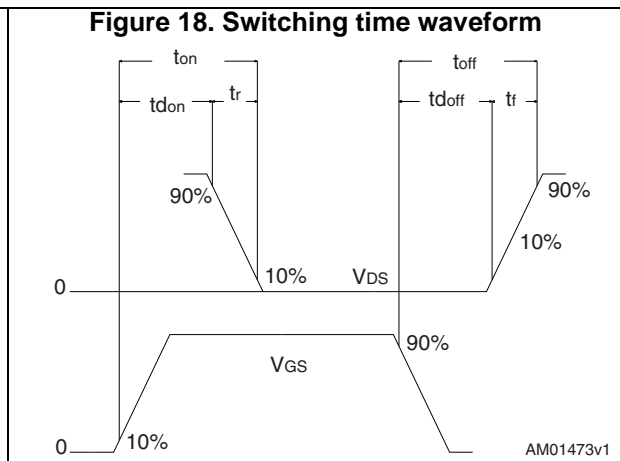 Figure 18. Switching time waveform
ton
toff
tdon
tr
tdoff
tf
90%
90%
10%
10%
0
VDS
90%
VGS
10%
0
AM01473v1